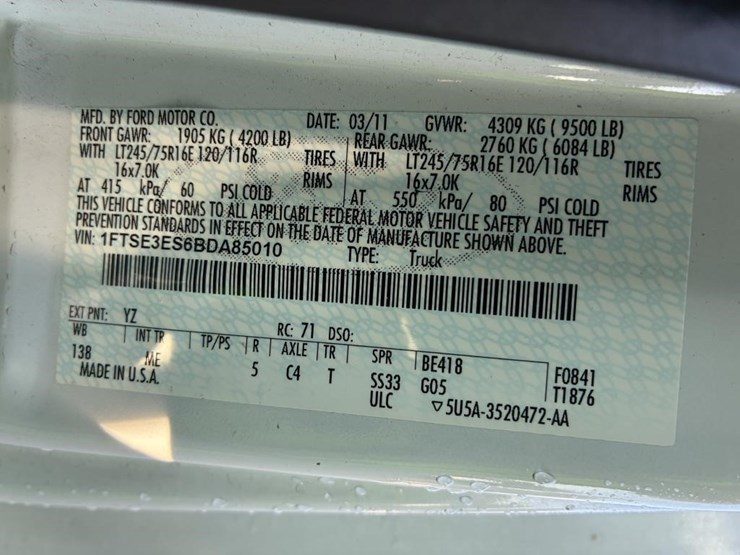 MFD. BY FORD MOTOR CO. DATE: 03/11 GVWR: 4309 KG ( 9500 LB)
FRONT GAWR: 1905 KG ( 4200 LB) REAR GAWR: 2760 KG ( 6084 LB)
WITH LT245/75R16E 120/116R TIRES WITH LT245/75R16E 120/116R TIRES
16x7.0K RIMS 16x7.0K RIMS
AT 415 kPa/ 60 PSI COLD AT 550 kPa/ 80 PSI COLD
THIS VEHICLE CONFORMS TO ALL APPLICABLE FEDERAL MOTOR VEHICLE SAFETY AND THEFT
PREVENTION STANDARDS IN EFFECT ON THE DATE OF MANUFACTURE SHOWN ABOVE.
VIN: 1FTSE3ES6BDA85010 TYPE: Truck
EXT PNT: YZ RC: 71 DSO:
WB INT TR TP/PS R AXLE TR SPR BE418 F0841
138 ME 5 C4 T SS33 G05 T1876
MADE IN U.S.A. ULC ▽5U5A-3520472-AA